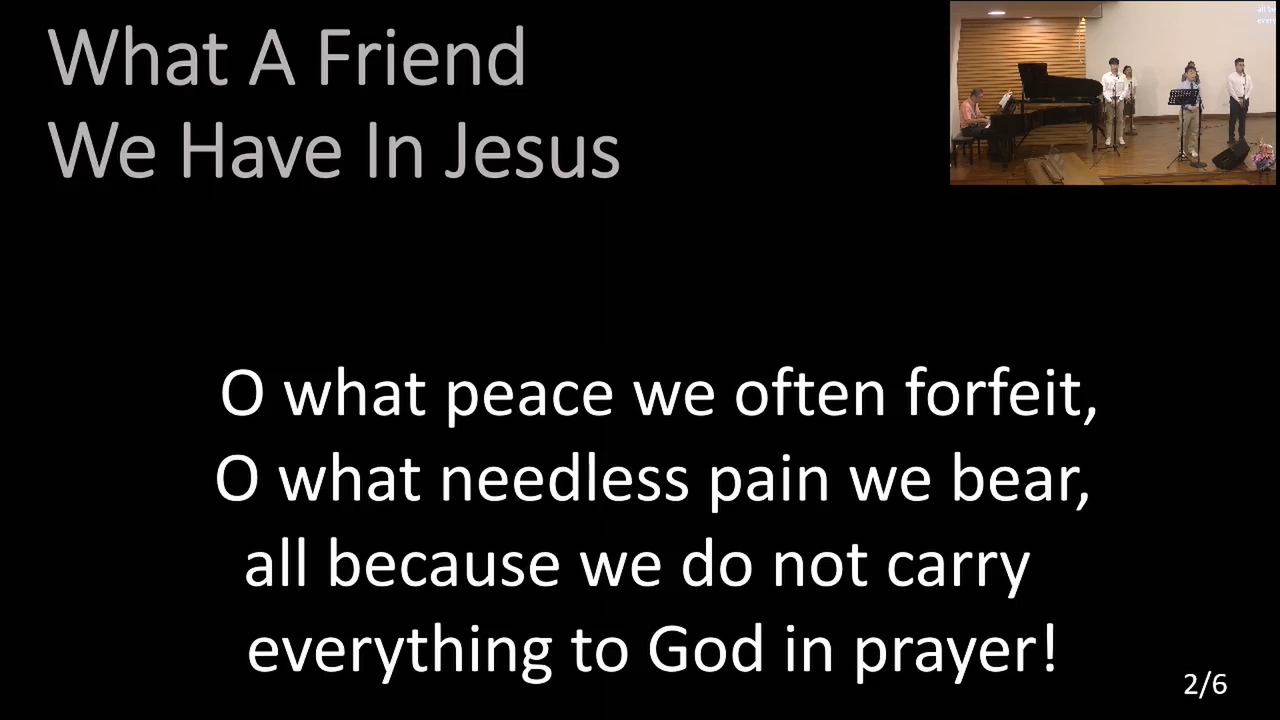 What A Friend
We Have In Jesus
O what peace we often forfeit,
O what needless pain we bear,
all because we do not carry
everything to God in prayer!
2/6